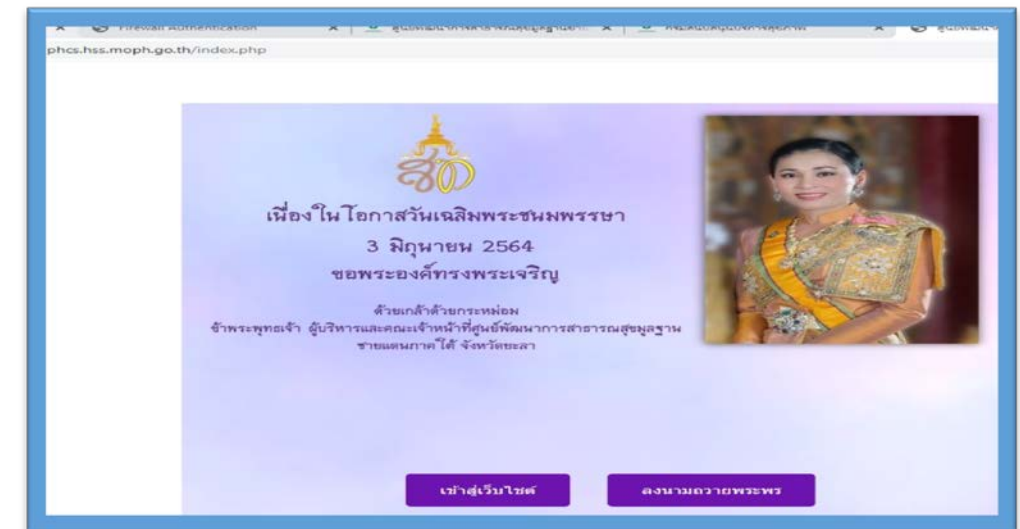 Firewall Authentication
phcs.hss.moph.go.th/index.php
สท
เนื่องในโอกาสวันเฉลิมพระชนมพรรษา
3 มิถุนายน 2564
ขอพระองค์ทรงพระเจริญ
ด้วยเกล้าด้วยกระหม่อม
ข้าพระพุทธเจ้า ผู้บริหารและคณะเจ้าหน้าที่ศูนย์พัฒนาการสาธารณสุขมูลฐาน
ชายแดนภาคใต้ จังหวัดยะลา
เข้าสู่เว็บไซต์
ลงนามถวายพระพร